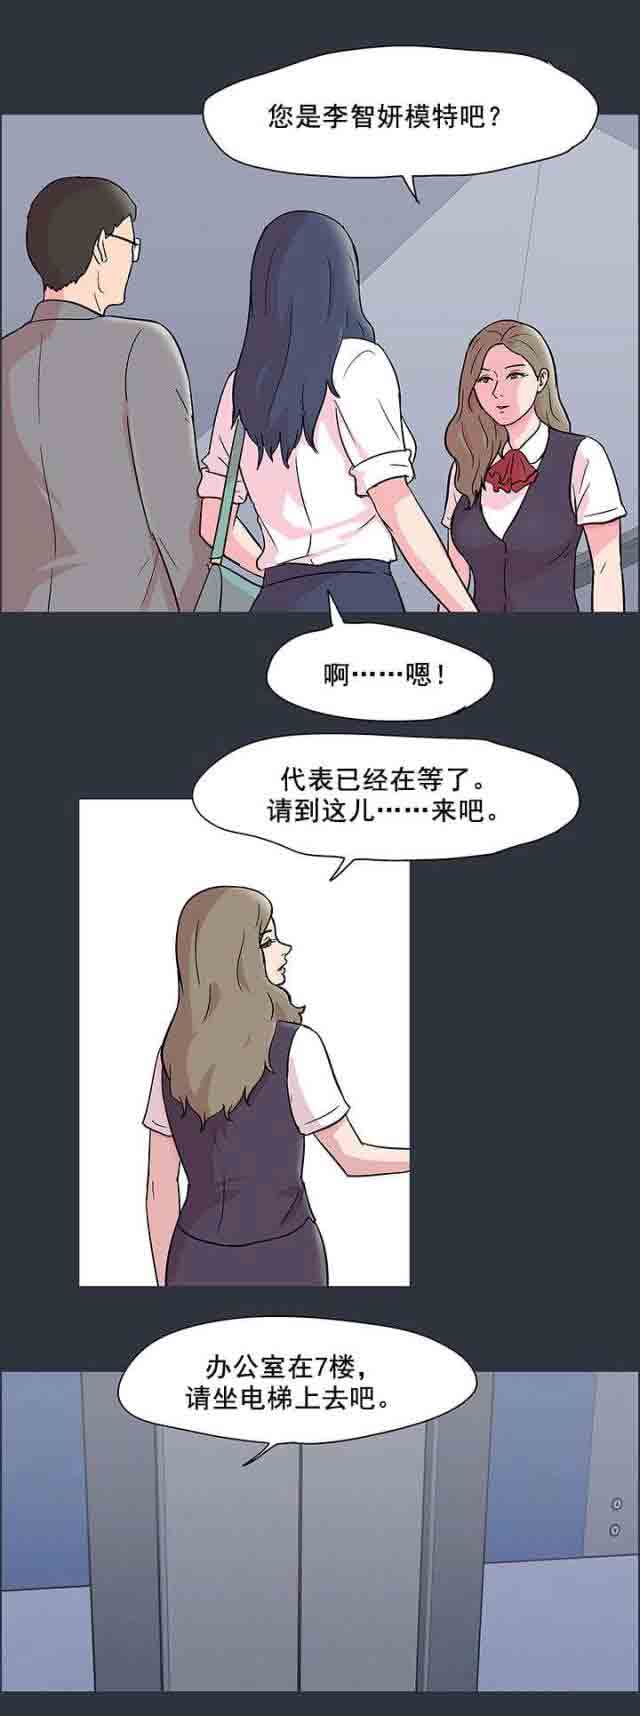 您是李智妍模特吧？
啊……嗯！
代表已经在等了。
请到这儿……来吧。
办公室在7楼，
请坐电梯上去吧。